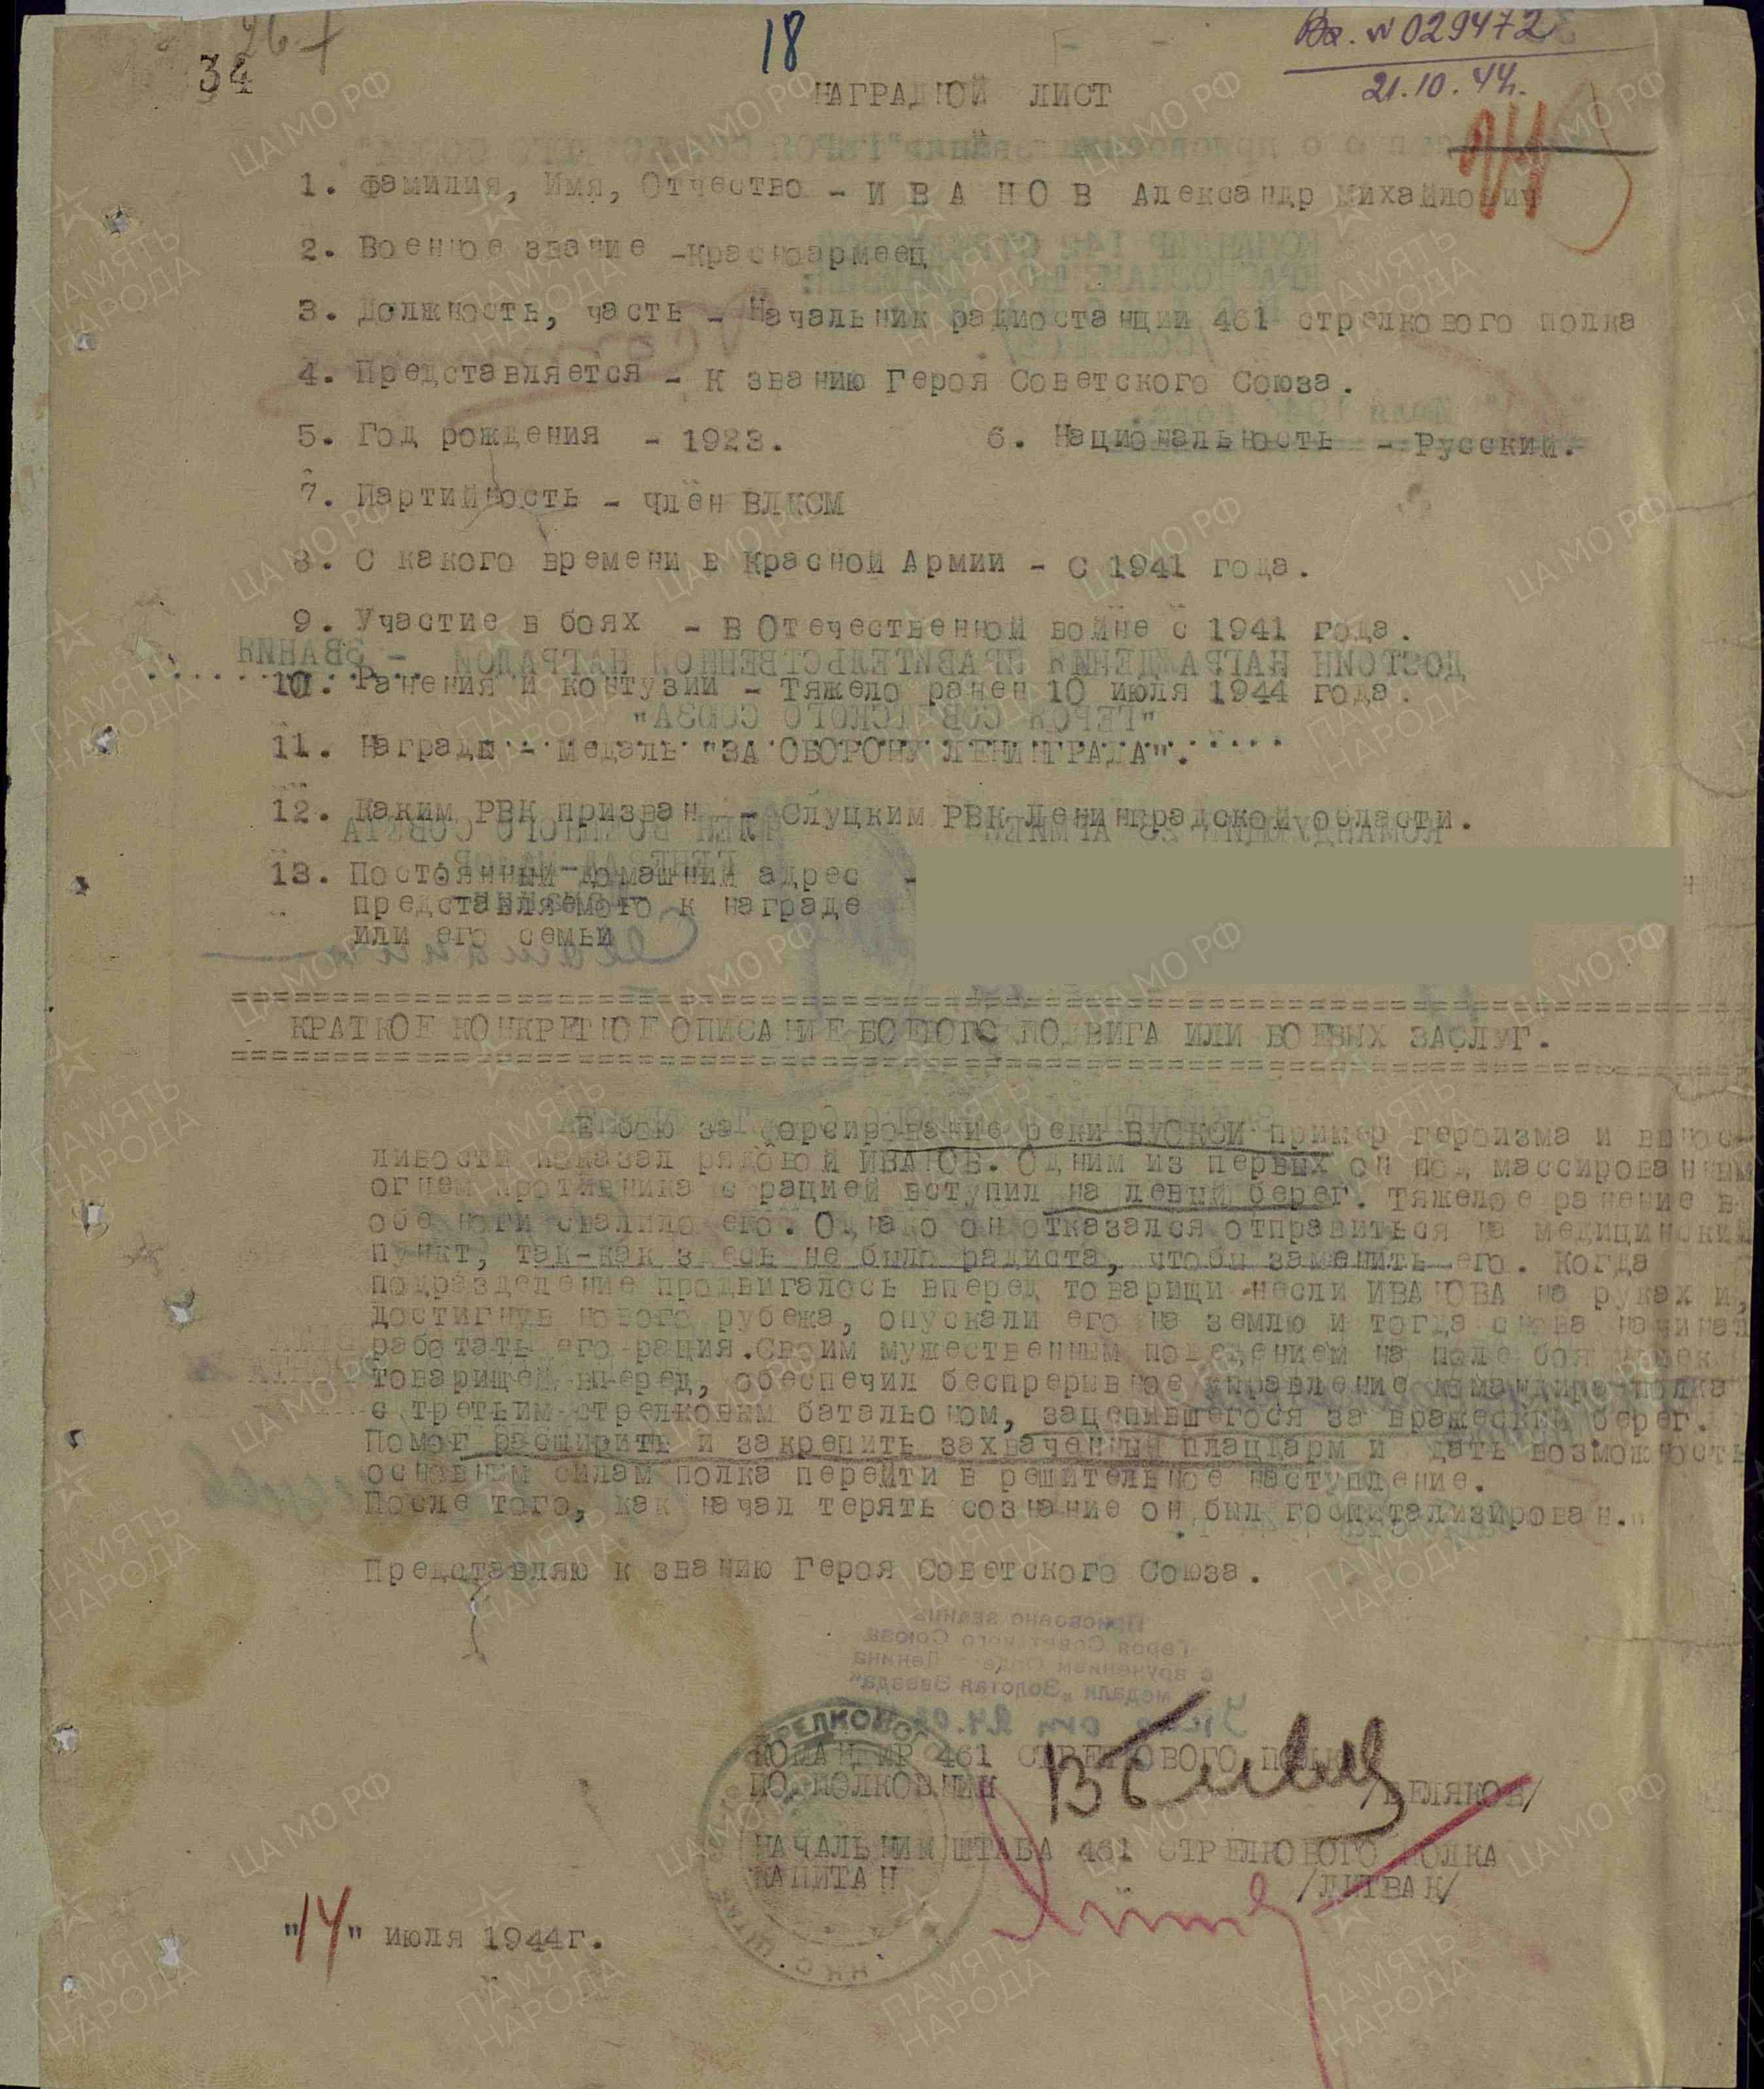 34
26
18
Вх. № 029472
21.10.44г.
НАГРАДНОЙ ЛИСТ
1. Фамилия, Имя, Отчество - И В А Н О В Александр Михайлович
2. Военное звание - Красноармеец
3. Должность, часть - Начальник радиостанции 461 стрелкового полка
4. Представляется - К званию Героя Советского Союза.
5. Год рождения - 1923. 6. Национальность - Русский.
7. Партийность - член ВЛКСМ
8. С какого времени в Красной Армии - С 1941 года.
9. Участие в боях - В Отечественной войне с 1941 года.
10. Ранения и контузии - Тяжело ранен 10 июля 1944 года.
11. Награды - медаль "ЗА ОБОРОНУ ЛЕНИНГРАДА".
12. Каким РВК призван - Слуцким РВК Ленинградской области.
13. Постоянный домашний адрес -
представляемого к награде
или его семьи
КРАТКОЕ КОНКРЕТНОЕ ОПИСАНИЕ БОЕВОГО ПОДВИГА ИЛИ БОЕВЫХ ЗАСЛУГ.
В бою за форсирование реки ВУОКСИ пример героизма и вынос-
ливости показал рядовой ИВАНОВ. Одним из первых он под массированным
огнем противника с рацией вступил на левый берег. Тяжелое ранение в
обе ноги свалило его. Однако он отказался отправиться на медицинский
пункт, так-как здесь не было радиста, чтобы заменить его. Когда
подразделение продвигалось вперед товарищи несли ИВАНОВА на руках и,
достигнув нового рубежа, опускали его на землю и тогда снова начинал
работать его рация. Своим мужественным поведением на поле боя увлек
товарищей вперед, обеспечил беспрерывное управление командира полка
с третьим стрелковым батальоном, зацепившегося за вражеский берег.
Помог расширить и закрепить захваченный плацдарм и дать возможность
основным силам полка перейти в решительное наступление.
После того, как начал терять сознание он был госпитализирован.
Представляю к званию Героя Советского Союза.
КОМАНДИР 461 СТРЕЛКОВОГО ПОЛКА
ПОДПОЛКОВНИК /БЕЛЯКОВ/
НАЧАЛЬНИК ШТАБА 461 СТРЕЛКОВОГО ПОЛКА
КАПИТАН /ЛИТВАК/
"14" июля 1944г.